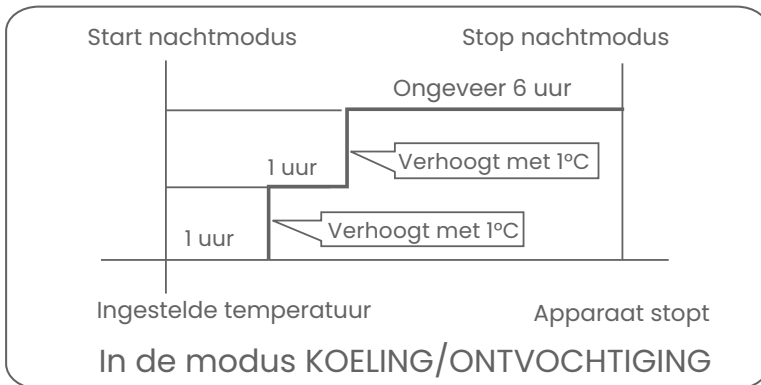 Start nachtmodus
Stop nachtmodus
Ongeveer 6 uur
1 uur
Verhoogt met 1°C
1 uur
Verhoogt met 1°C
Ingestelde temperatuur
Apparaat stopt
In de modus KOELING/ONTVOCHTIGING